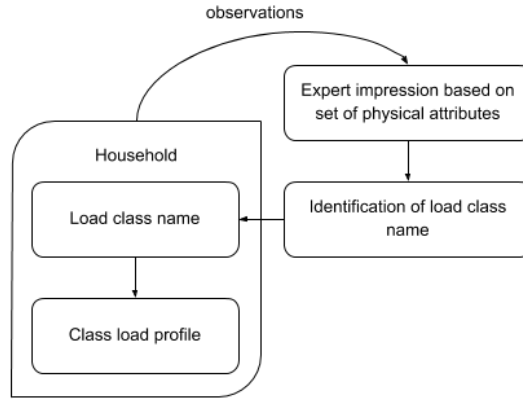 observations
Expert impression based on
set of physical attributes
Household
Load class name
Identification of load class
name
Class load profile